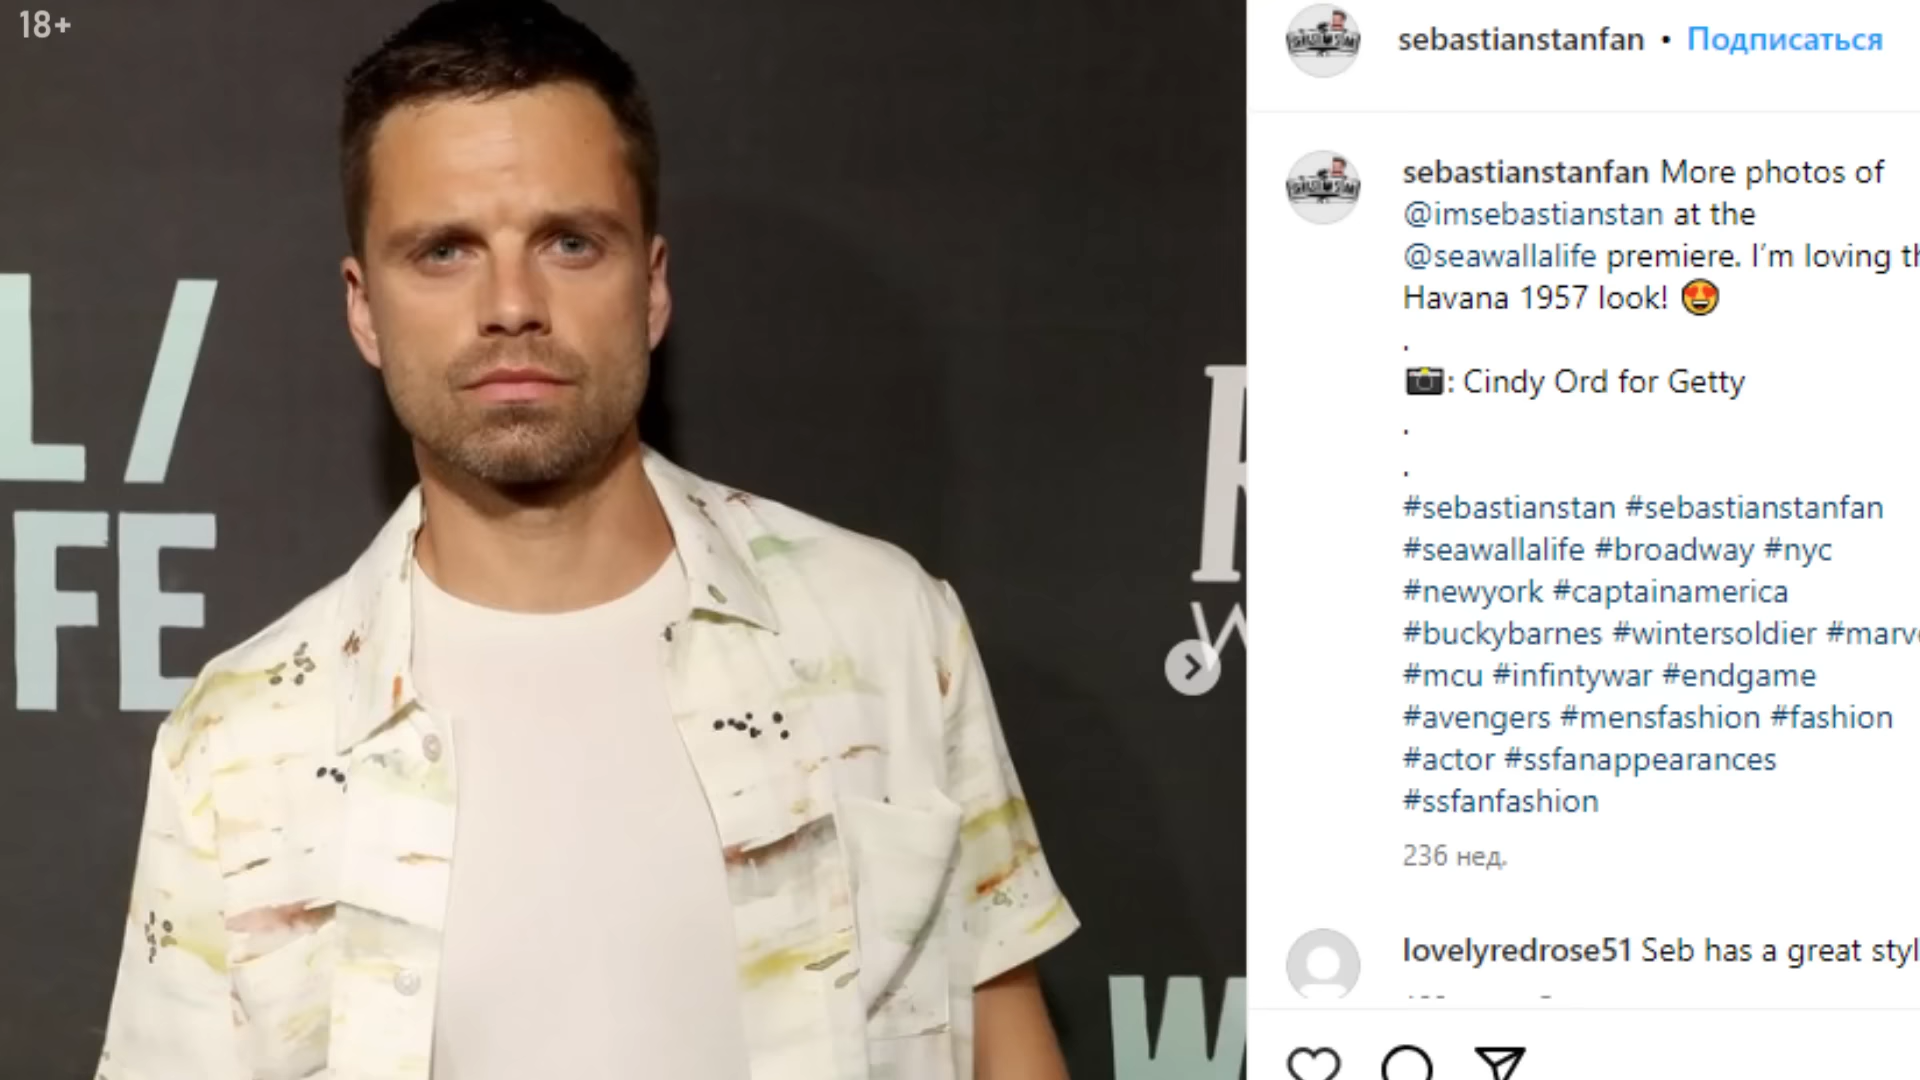 18+
L/
FE
R
W
W
sebastianstanfan • Подписаться
sebastianstanfan More photos of
@imsebastianstan at the
@seawallalife premiere. I'm loving th
Havana 1957 look! 😍
.
📷: Cindy Ord for Getty
.
.
#sebastianstan #sebastianstanfan
#seawallalife #broadway #nyc
#newyork #captainamerica
#buckybarnes #wintersoldier #marve
#mcu #infintywar #endgame
#avengers #mensfashion #fashion
#actor #ssfanappearances
#ssfanfashion
236 нед.
lovelyredrose51 Seb has a great styl